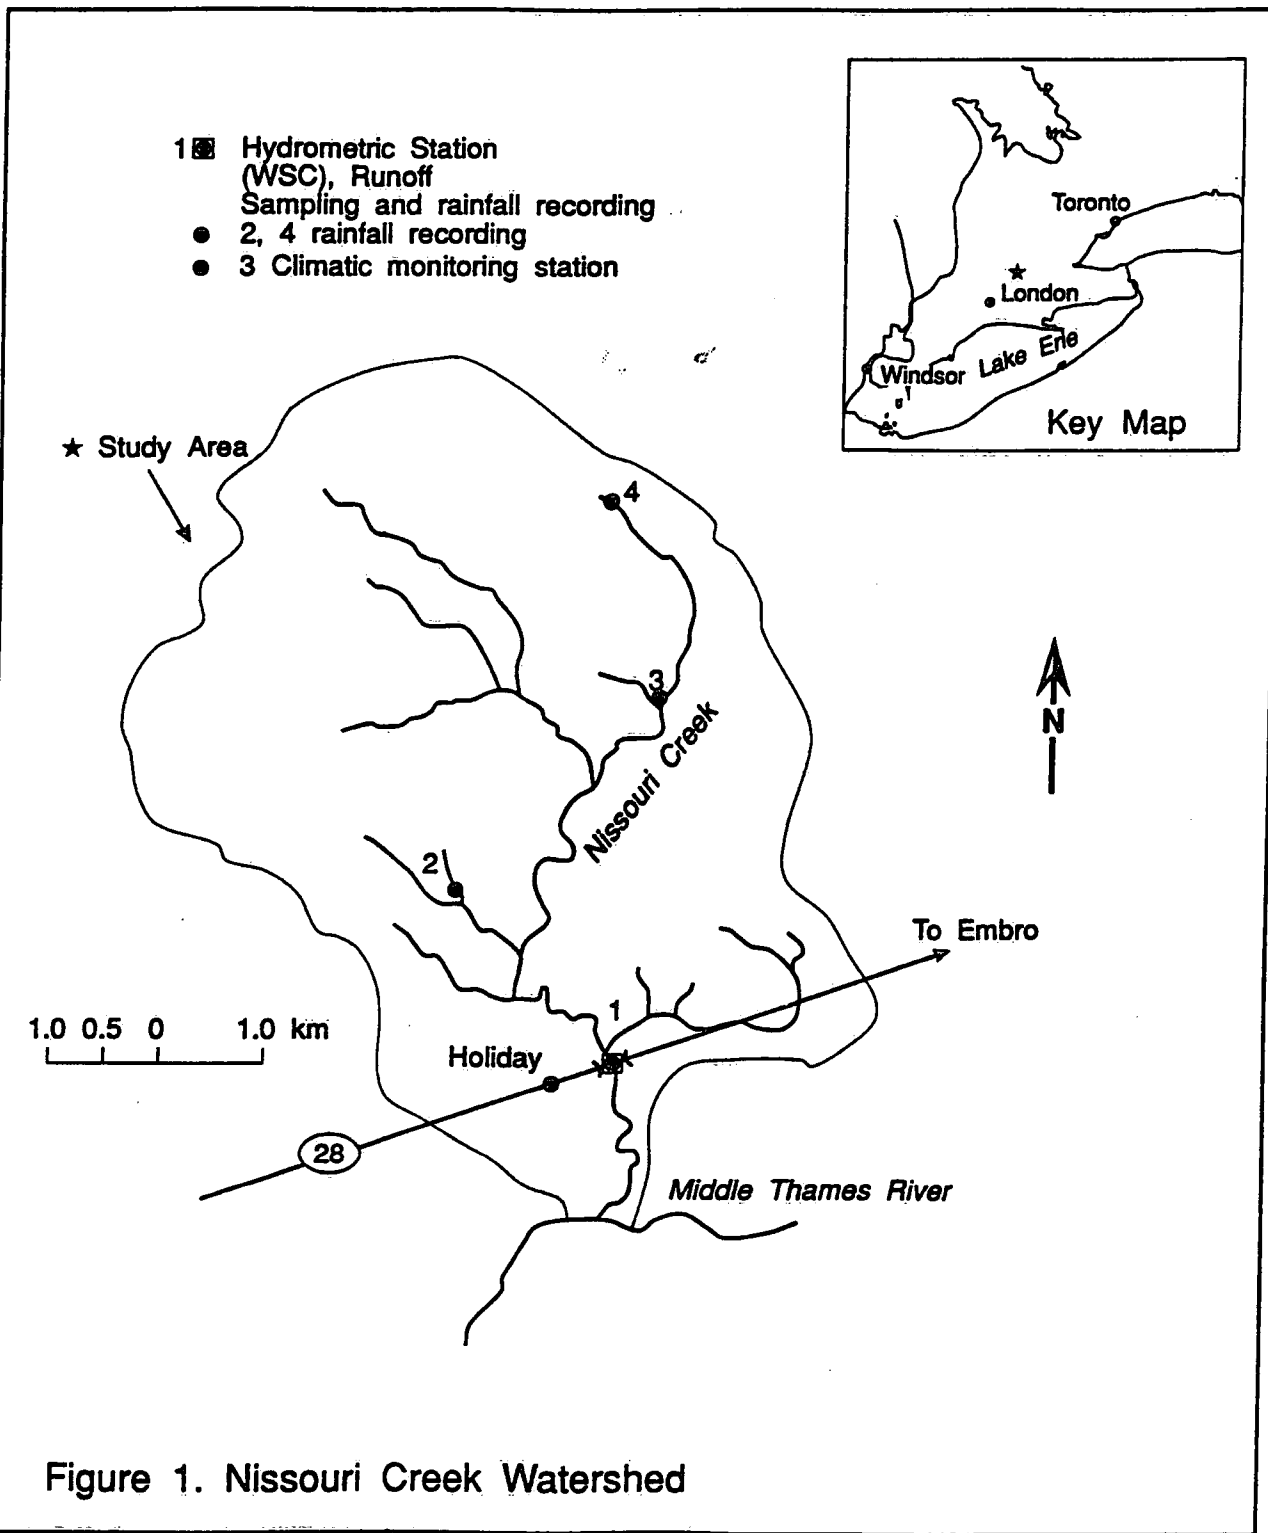 1 Hydrometric Station
(WSC), Runoff
Sampling and rainfall recording
2, 4 rainfall recording
3 Climatic monitoring station
Toronto
London
Windsor
Lake Erie
Key Map
★ Study Area
4
3
Nissouri Creek
N
2
To Embro
1
1.0 0.5 0 1.0 km
Holiday
28
Middle Thames River
Figure 1. Nissouri Creek Watershed